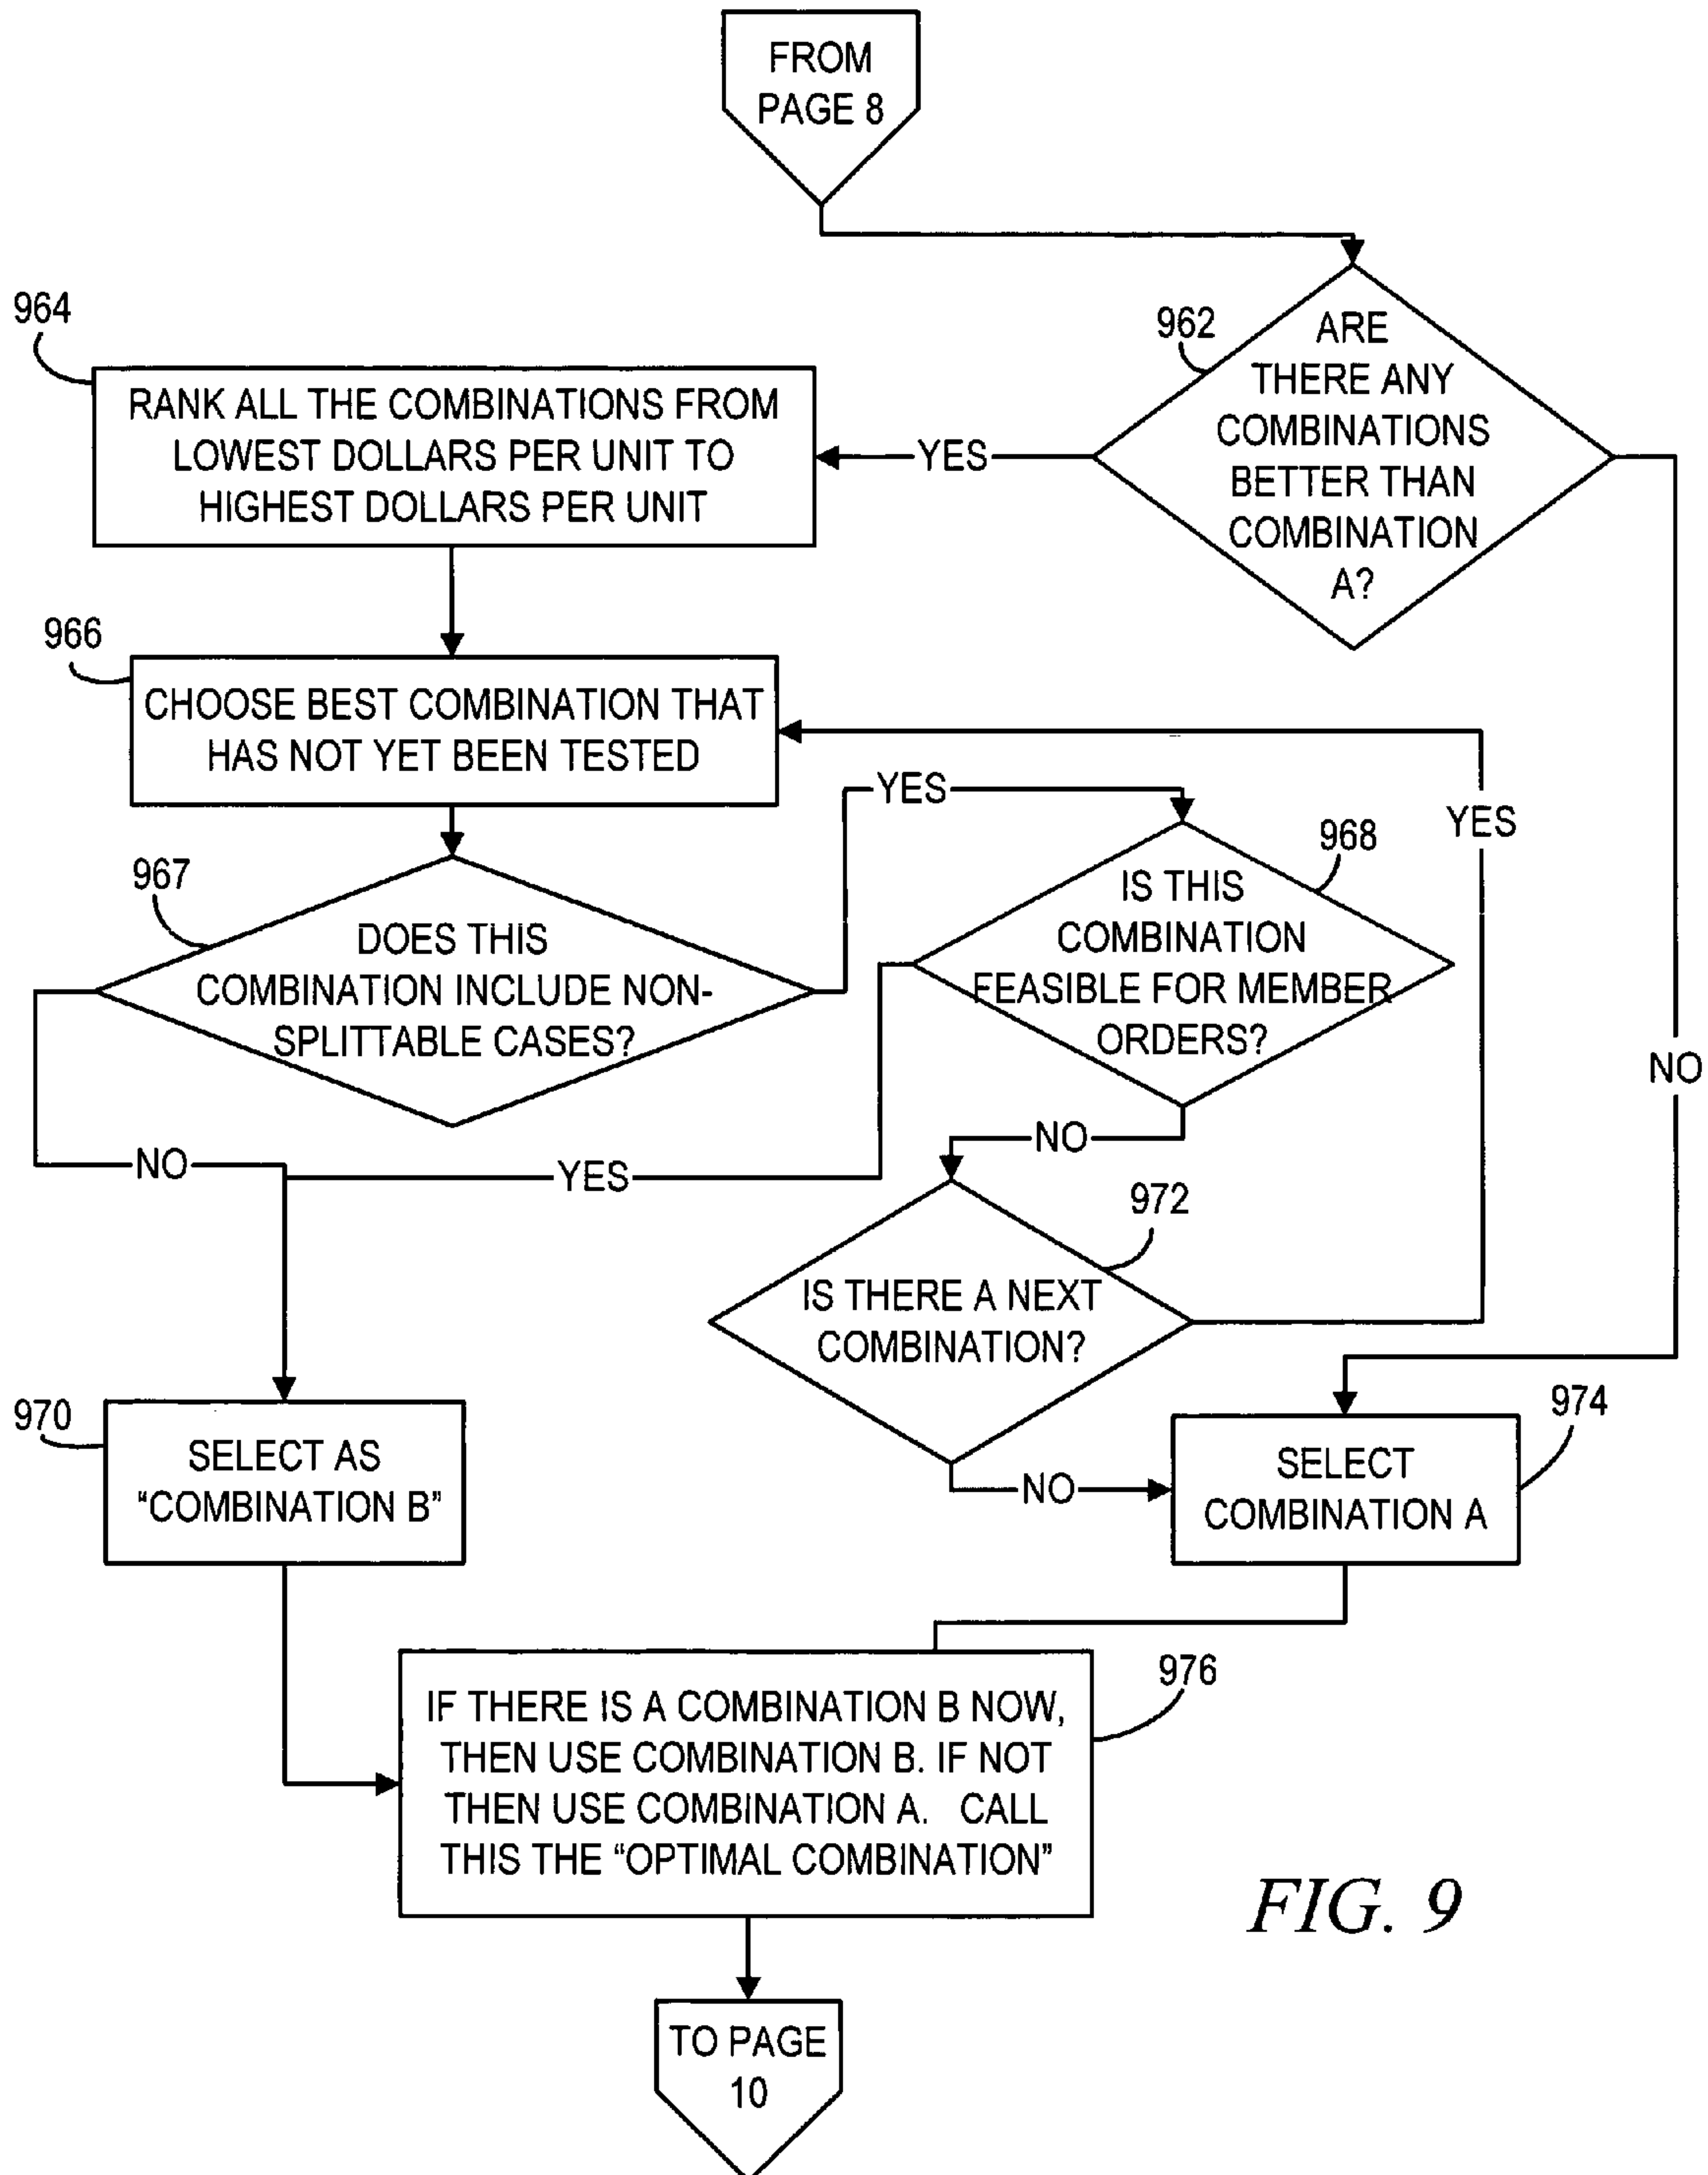 FROM
PAGE 8
964
962
ARE
THERE ANY
COMBINATIONS
BETTER THAN
COMBINATION
A?
RANK ALL THE COMBINATIONS FROM
LOWEST DOLLARS PER UNIT TO
HIGHEST DOLLARS PER UNIT
YES
966
CHOOSE BEST COMBINATION THAT
HAS NOT YET BEEN TESTED
YES
YES
968
967
IS THIS
COMBINATION
FEASIBLE FOR MEMBER
ORDERS?
DOES THIS
COMBINATION INCLUDE NON-
SPLITTABLE CASES?
NO
NO
NO
YES
972
IS THERE A NEXT
COMBINATION?
970
SELECT AS
“COMBINATION B”
NO
974
SELECT
COMBINATION A
976
IF THERE IS A COMBINATION B NOW,
THEN USE COMBINATION B. IF NOT
THEN USE COMBINATION A. CALL
THIS THE “OPTIMAL COMBINATION”
FIG. 9
TO PAGE
10